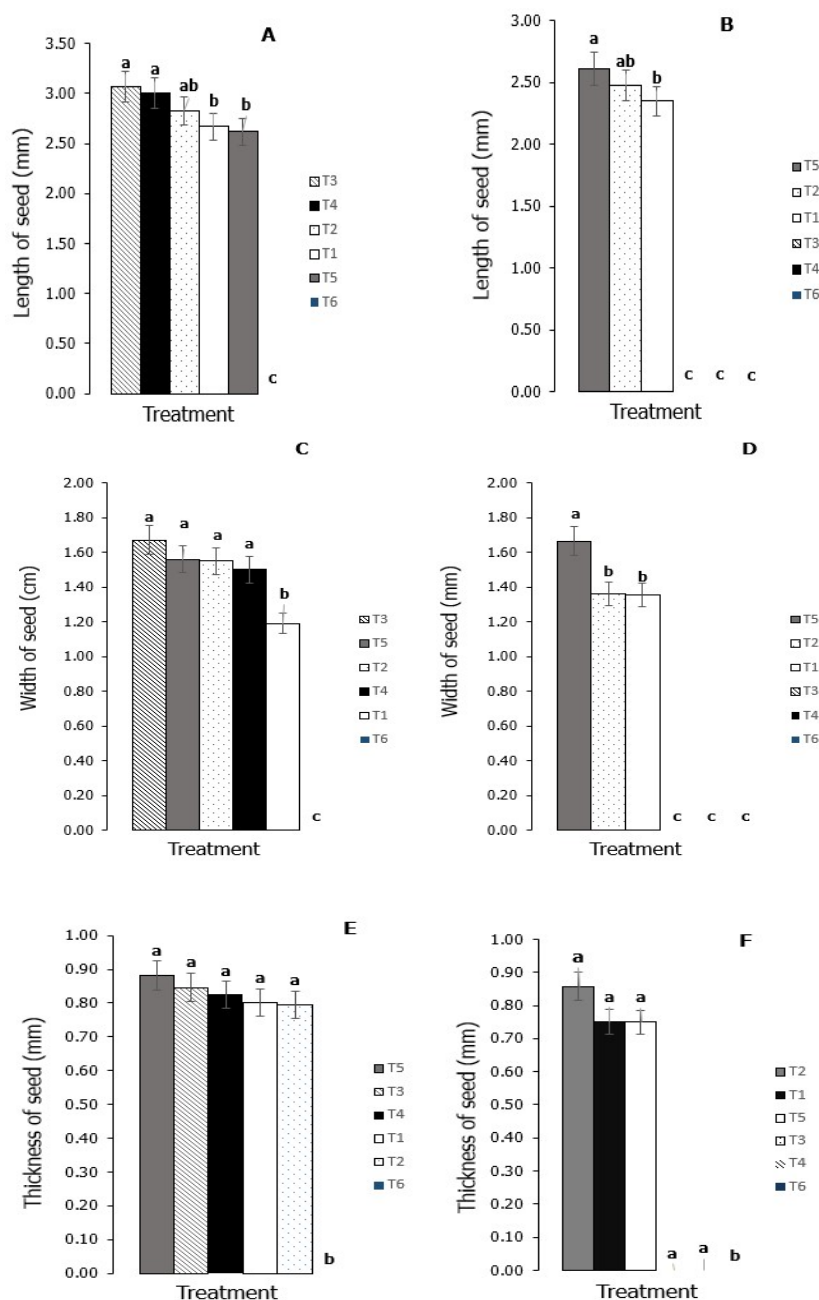 A
Length of seed (mm)
3.50
3.00
2.50
2.00
1.50
1.00
0.50
0.00
a
a
ab
b
b
c
Treatment
T3
T4
T2
T1
T5
T6
B
Length of seed (mm)
3.00
2.50
2.00
1.50
1.00
0.50
0.00
a
ab
b
c
c
c
Treatment
T5
T2
T1
T3
T4
T6
C
Width of seed (cm)
2.00
1.80
1.60
1.40
1.20
1.00
0.80
0.60
0.40
0.20
0.00
a
a
a
a
b
c
Treatment
T3
T5
T2
T4
T1
T6
D
Width of seed (mm)
2.00
1.80
1.60
1.40
1.20
1.00
0.80
0.60
0.40
0.20
0.00
a
b
b
c
c
c
Treatment
T5
T2
T1
T3
T4
T6
E
Thickness of seed (mm)
1.00
0.90
0.80
0.70
0.60
0.50
0.40
0.30
0.20
0.10
0.00
a
a
a
a
a
b
Treatment
T5
T3
T4
T1
T2
T6
F
Thickness of seed (mm)
1.00
0.90
0.80
0.70
0.60
0.50
0.40
0.30
0.20
0.10
0.00
a
a
a
a
a
b
Treatment
T2
T1
T5
T3
T4
T6